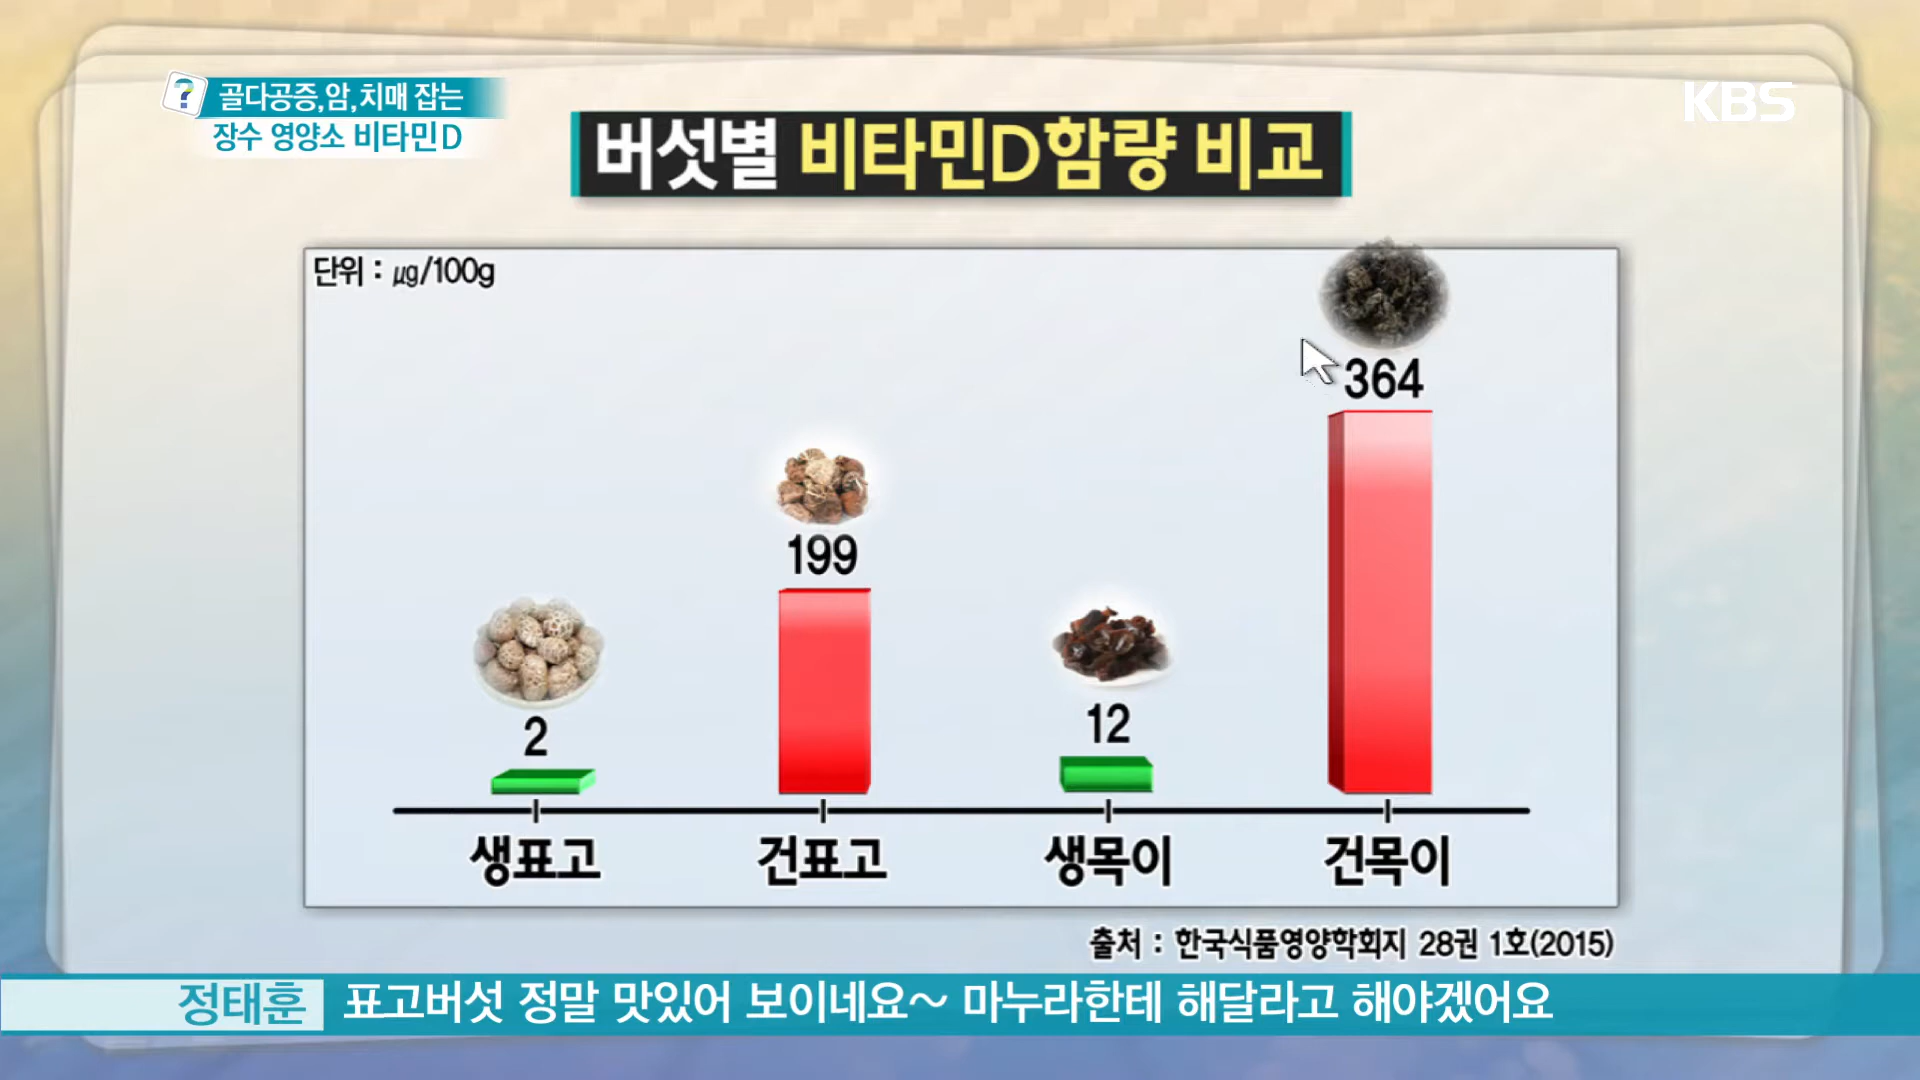 골다공증,암,치매 잡는
장수 영양소 비타민D
KBS
버섯별 비타민D함량 비교
단위 : ㎍/100g
364
199
12
2
생표고 건표고 생목이 건목이
출처 : 한국식품영양학회지 28권 1호(2015)
정태훈 표고버섯 정말 맛있어 보이네요~ 마누라한테 해달라고 해야겠어요